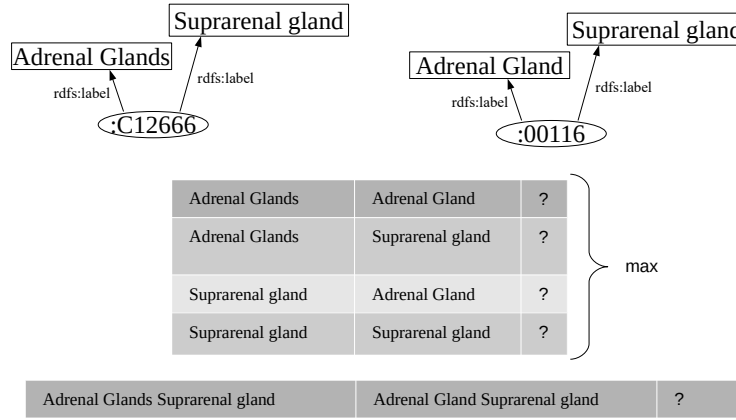 Suprarenal gland
Adrenal Glands
rdfs:label
rdfs:label
:C12666
Suprarenal gland
Adrenal Gland
rdfs:label
rdfs:label
:00116
Adrenal Glands Adrenal Gland ?
Adrenal Glands Suprarenal gland ?
Suprarenal gland Adrenal Gland ?
Suprarenal gland Suprarenal gland ?
max
Adrenal Glands Suprarenal gland Adrenal Gland Suprarenal gland ?